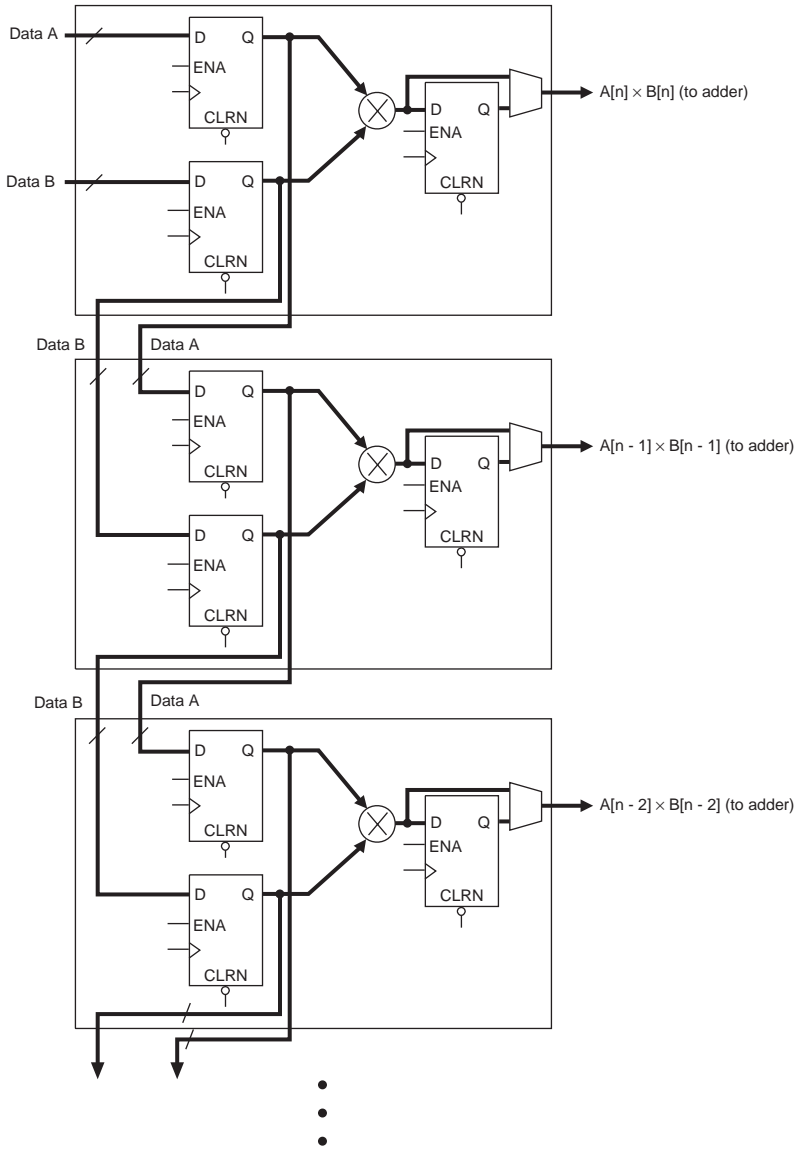 Data A
D Q
ENA
CLRN
D Q
ENA
CLRN
A[n] × B[n] (to adder)
Data B
D Q
ENA
CLRN
Data B
Data A
D Q
ENA
CLRN
D Q
ENA
CLRN
A[n - 1] × B[n - 1] (to adder)
D Q
ENA
CLRN
Data B
Data A
D Q
ENA
CLRN
D Q
ENA
CLRN
A[n - 2] × B[n - 2] (to adder)
D Q
ENA
CLRN